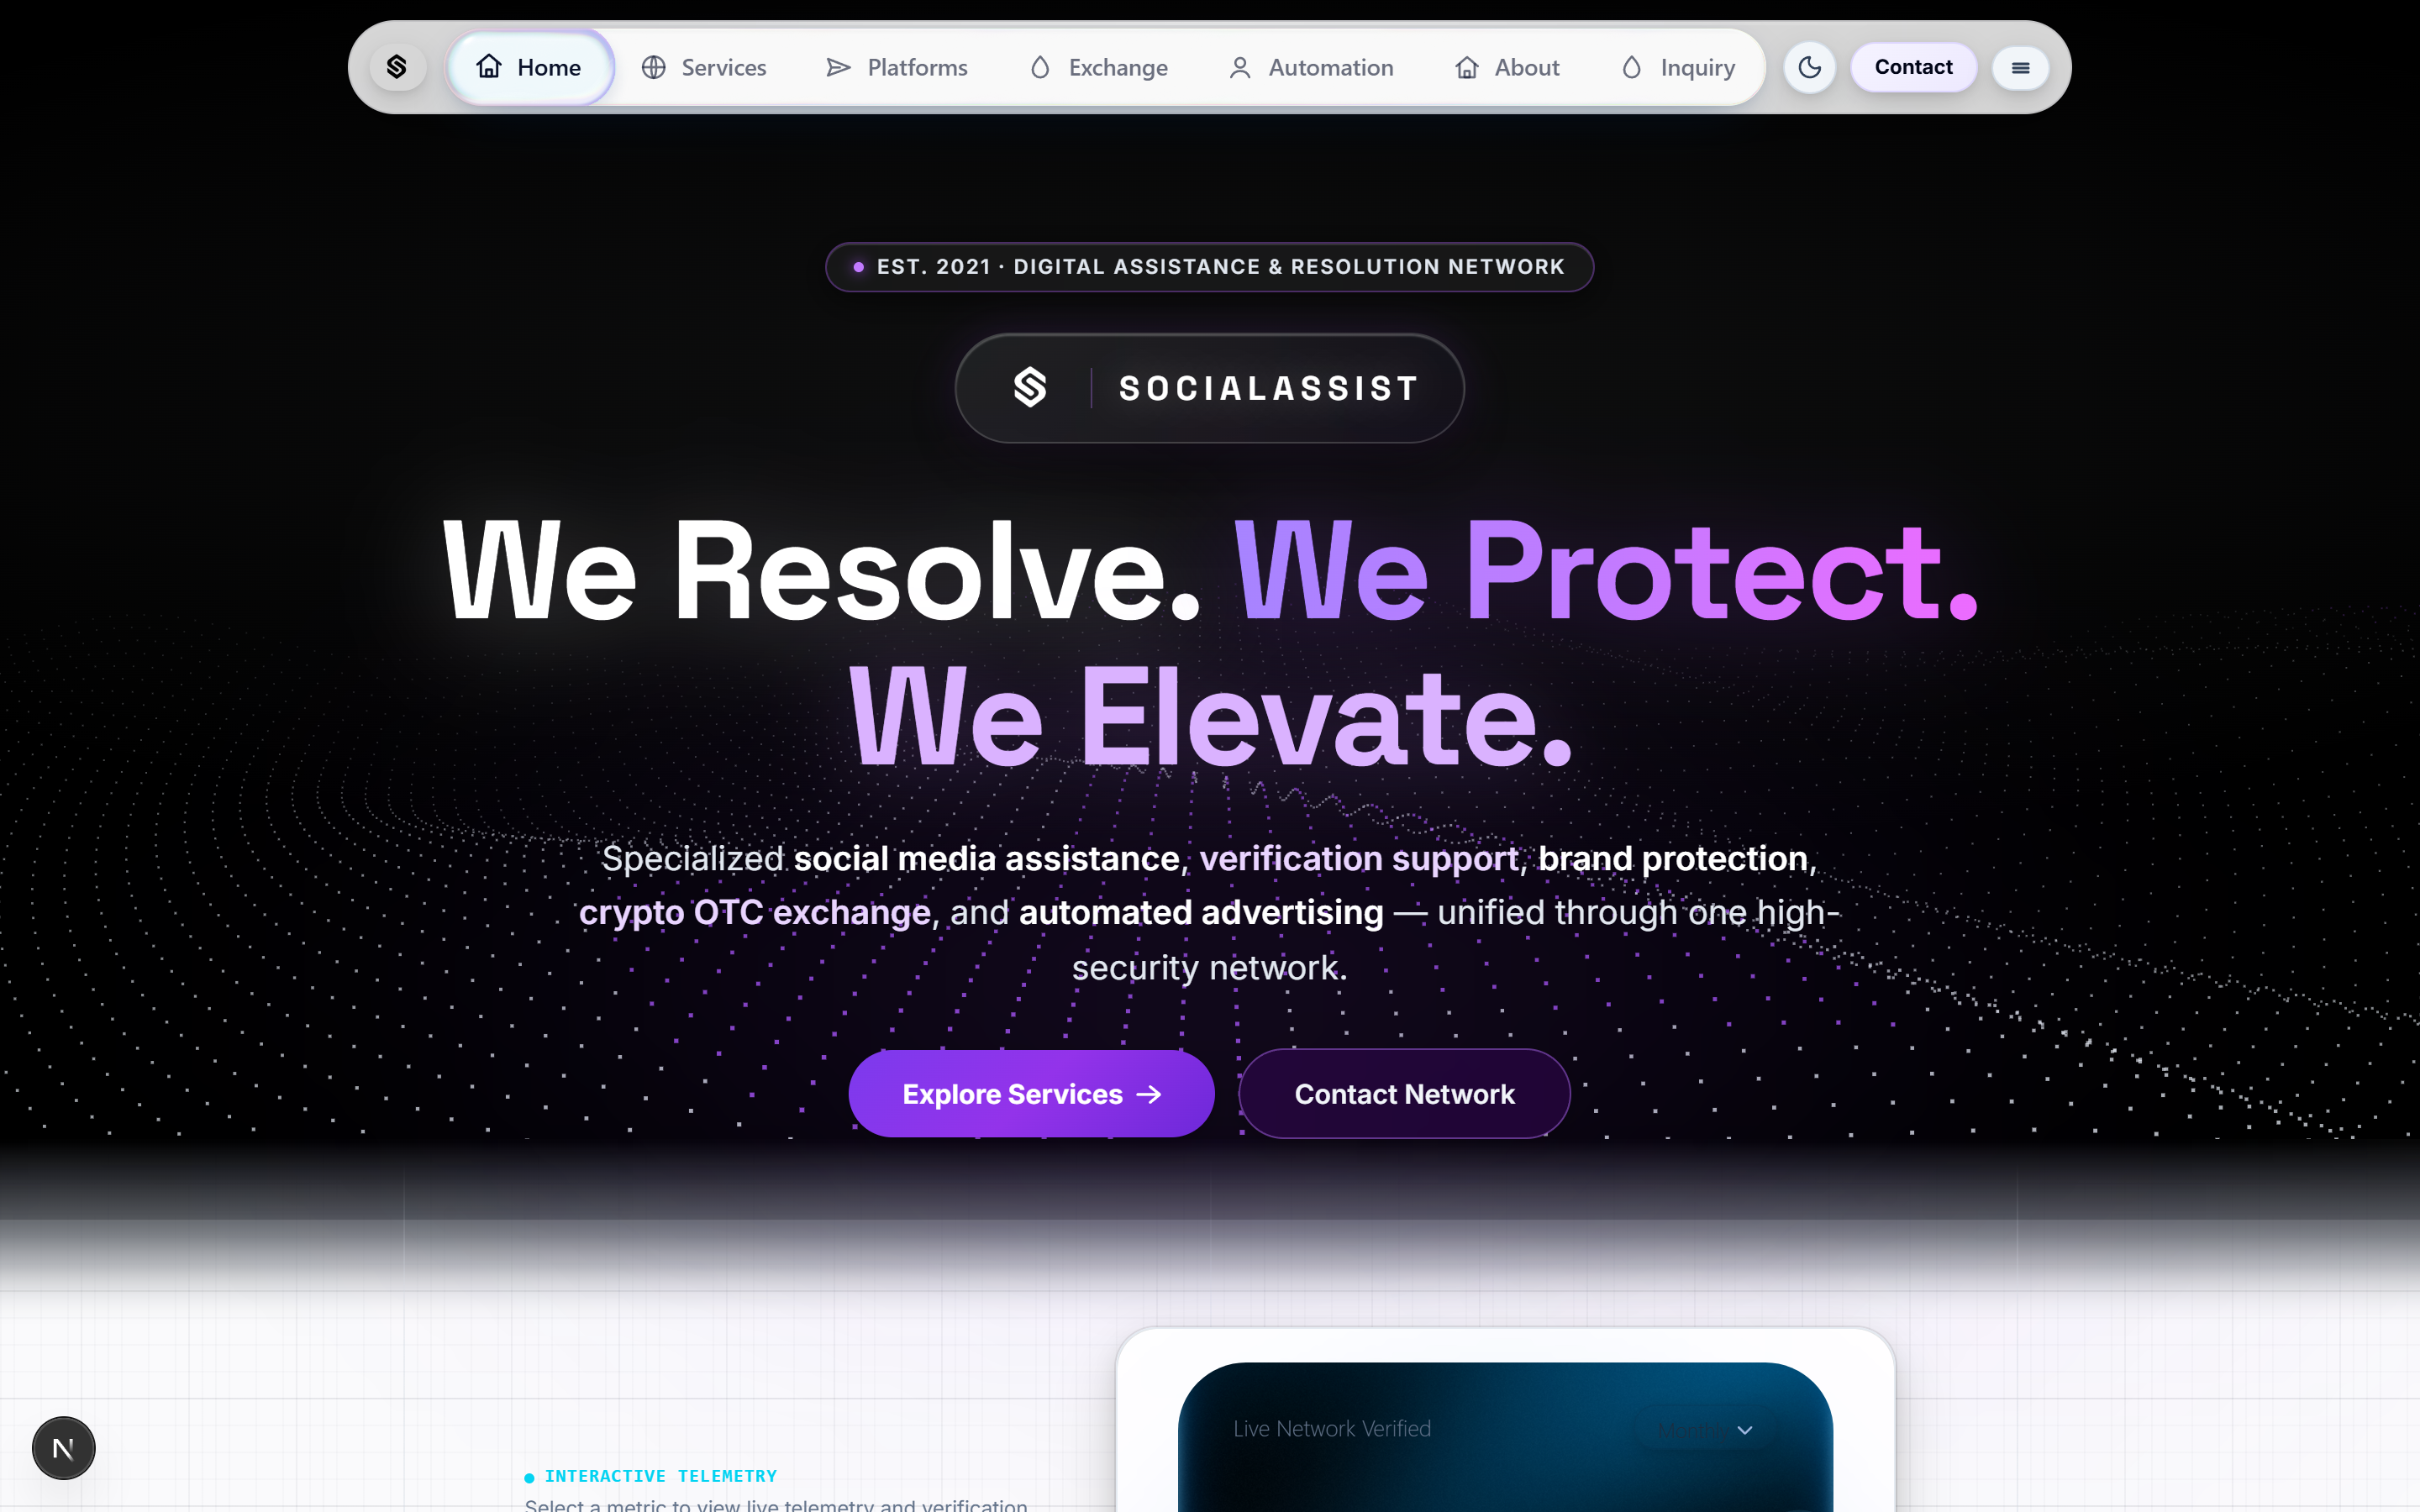 Home
Services
Platforms
Exchange
Automation
About
Inquiry
Contact
EST. 2021 · DIGITAL ASSISTANCE & RESOLUTION NETWORK
SOCIALASSIST
We Resolve. We Protect.
We Elevate.
Specialized social media assistance, verification support, brand protection,
crypto OTC exchange, and automated advertising — unified through one high-
security network.
Explore Services →
Contact Network
Live Network Verified
Monthly
INTERACTIVE TELEMETRY
Select a metric to view live telemetry and verification
N